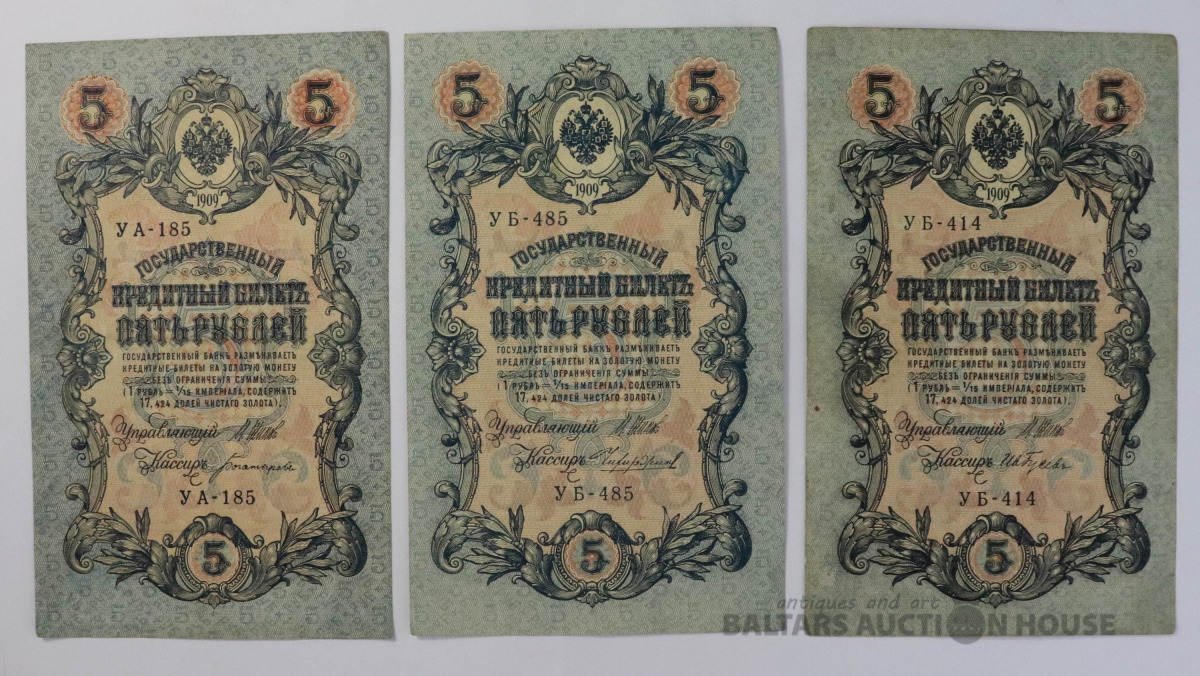 5 5
1909
УА-185
ГОСУДАРСТВЕННЫЙ
КРЕДИТНЫЙ БИЛЕТЪ
ПЯТЬ РУБЛЕЙ
ГОСУДАРСТВЕННЫЙ БАНКЪ РАЗМѢНИВАЕТЪ
КРЕДИТНЫЕ БИЛЕТЫ НА ЗОЛОТУЮ МОНЕТУ
БЕЗЪ ОГРАНИЧЕНІЯ СУММЫ
(1 РУБЛЬ = 1/15 ИМПЕРІАЛА, СОДЕРЖИТЪ
17,424 ДОЛЕЙ ЧИСТАГО ЗОЛОТА).
Управляющій
Кассиръ
УА-185
5
5 5
1909
УБ-485
ГОСУДАРСТВЕННЫЙ
КРЕДИТНЫЙ БИЛЕТЪ
ПЯТЬ РУБЛЕЙ
ГОСУДАРСТВЕННЫЙ БАНКЪ РАЗМѢНИВАЕТЪ
КРЕДИТНЫЕ БИЛЕТЫ НА ЗОЛОТУЮ МОНЕТУ
БЕЗЪ ОГРАНИЧЕНІЯ СУММЫ
(1 РУБЛЬ = 1/15 ИМПЕРІАЛА, СОДЕРЖИТЪ
17,424 ДОЛЕЙ ЧИСТАГО ЗОЛОТА).
Управляющій
Кассиръ
УБ-485
5
5 5
1909
УБ-414
ГОСУДАРСТВЕННЫЙ
КРЕДИТНЫЙ БИЛЕТЪ
ПЯТЬ РУБЛЕЙ
ГОСУДАРСТВЕННЫЙ БАНКЪ РАЗМѢНИВАЕТЪ
КРЕДИТНЫЕ БИЛЕТЫ НА ЗОЛОТУЮ МОНЕТУ
БЕЗЪ ОГРАНИЧЕНІЯ СУММЫ
(1 РУБЛЬ = 1/15 ИМПЕРІАЛА, СОДЕРЖИТЪ
17,424 ДОЛЕЙ ЧИСТАГО ЗОЛОТА).
Управляющій
Кассиръ
УБ-414
5
antiques and art
BALTARS AUCTION HOUSE